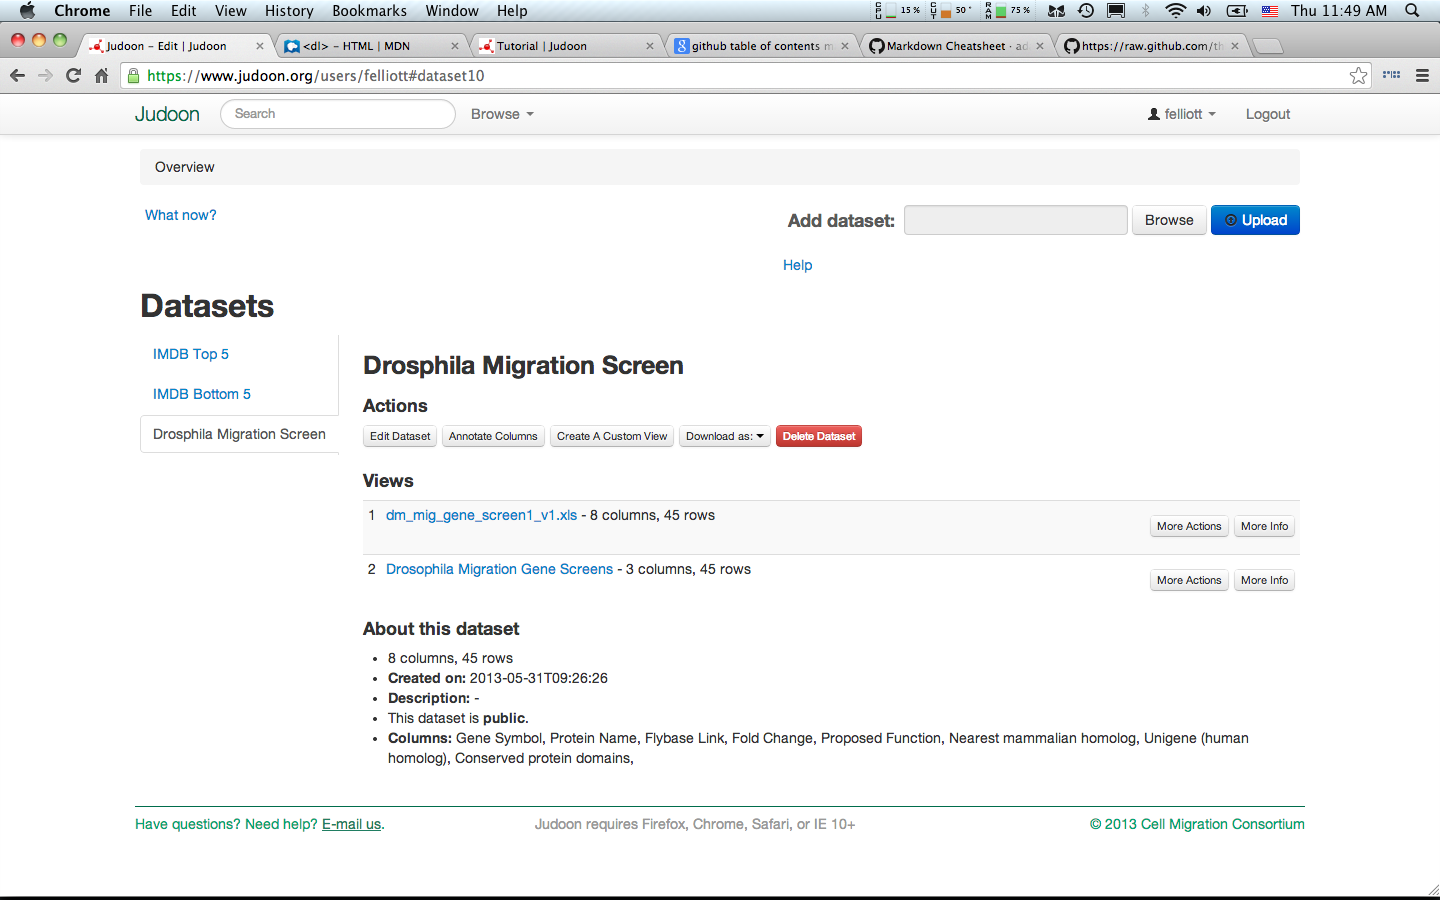 Chrome File Edit View History Bookmarks Window Help CPU 15% CUT 50° RAM 75% Thu 11:49 AM
Judoon – Edit | Judoon <dl> – HTML | MDN Tutorial | Judoon github table of contents m Markdown Cheatsheet · ad https://raw.github.com/th
https://www.judoon.org/users/felliott#dataset10
Judoon Search Browse felliott Logout
Overview
What now? Add dataset: Browse Upload
Help
Datasets
IMDB Top 5
IMDB Bottom 5
Drosphila Migration Screen
Drosphila Migration Screen
Actions
Edit Dataset Annotate Columns Create A Custom View Download as: Delete Dataset
Views
1 dm_mig_gene_screen1_v1.xls - 8 columns, 45 rows More Actions More Info
2 Drosophila Migration Gene Screens - 3 columns, 45 rows More Actions More Info
About this dataset
• 8 columns, 45 rows
• Created on: 2013-05-31T09:26:26
• Description: -
• This dataset is public.
• Columns: Gene Symbol, Protein Name, Flybase Link, Fold Change, Proposed Function, Nearest mammalian homolog, Unigene (human
homolog), Conserved protein domains,
Have questions? Need help? E-mail us. Judoon requires Firefox, Chrome, Safari, or IE 10+ © 2013 Cell Migration Consortium